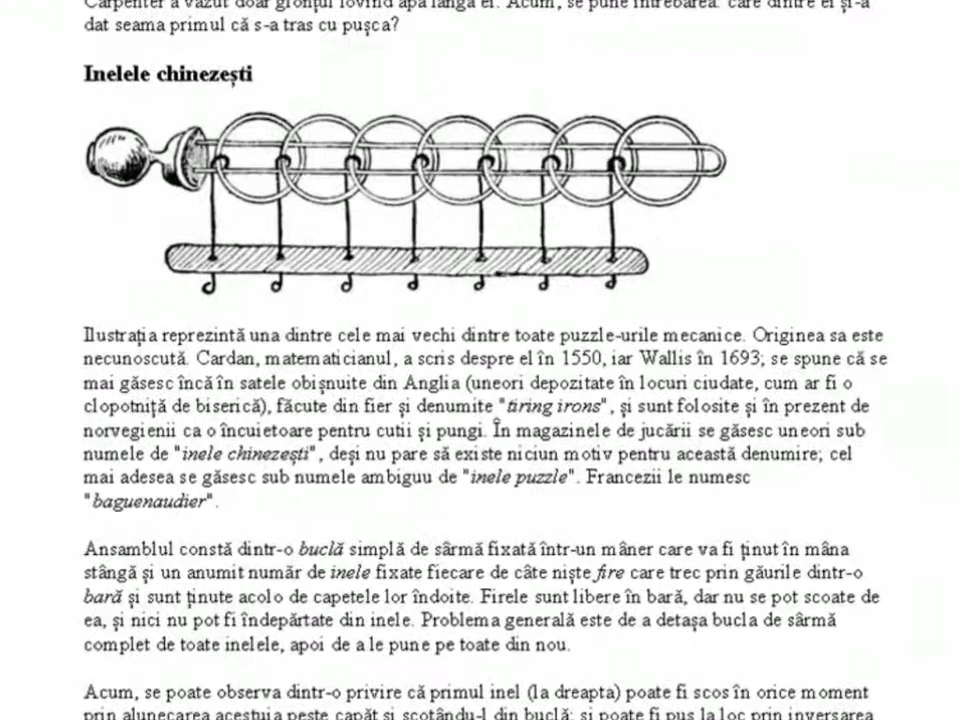 Carpenter a văzut doar glonțul lovind apa lângă el. Acum, se pune întrebarea: care dintre ei și-a
dat seama primul că s-a tras cu pușca?
Inelele chinezești
Ilustrația reprezintă una dintre cele mai vechi dintre toate puzzle-urile mecanice. Originea sa este
necunoscută. Cardan, matematicianul, a scris despre el în 1550, iar Wallis în 1693; se spune că se
mai găsesc încă în satele obișnuite din Anglia (uneori depozitate în locuri ciudate, cum ar fi o
clopotniță de biserică), făcute din fier și denumite "tiring irons", și sunt folosite și în prezent de
norvegienii ca o încuietoare pentru cutii și pungi. În magazinele de jucării se găsesc uneori sub
numele de "inele chinezești", deși nu pare să existe niciun motiv pentru această denumire; cel
mai adesea se găsesc sub numele ambiguu de "inele puzzle". Francezii le numesc
"baguenaudier".
Ansamblul constă dintr-o buclă simplă de sârmă fixată într-un mâner care va fi ținut în mâna
stângă și un anumit număr de inele fixate fiecare de câte niște fire care trec prin găurile dintr-o
bară și sunt ținute acolo de capetele lor îndoite. Firele sunt libere în bară, dar nu se pot scoate de
ea, și nici nu pot fi îndepărtate din inele. Problema generală este de a detașa bucla de sârmă
complet de toate inelele, apoi de a le pune pe toate din nou.
Acum, se poate observa dintr-o privire că primul inel (la dreapta) poate fi scos în orice moment
prin alunecarea acestuia peste capăt și scotându-l din buclă; și poate fi pus la loc prin inversarea